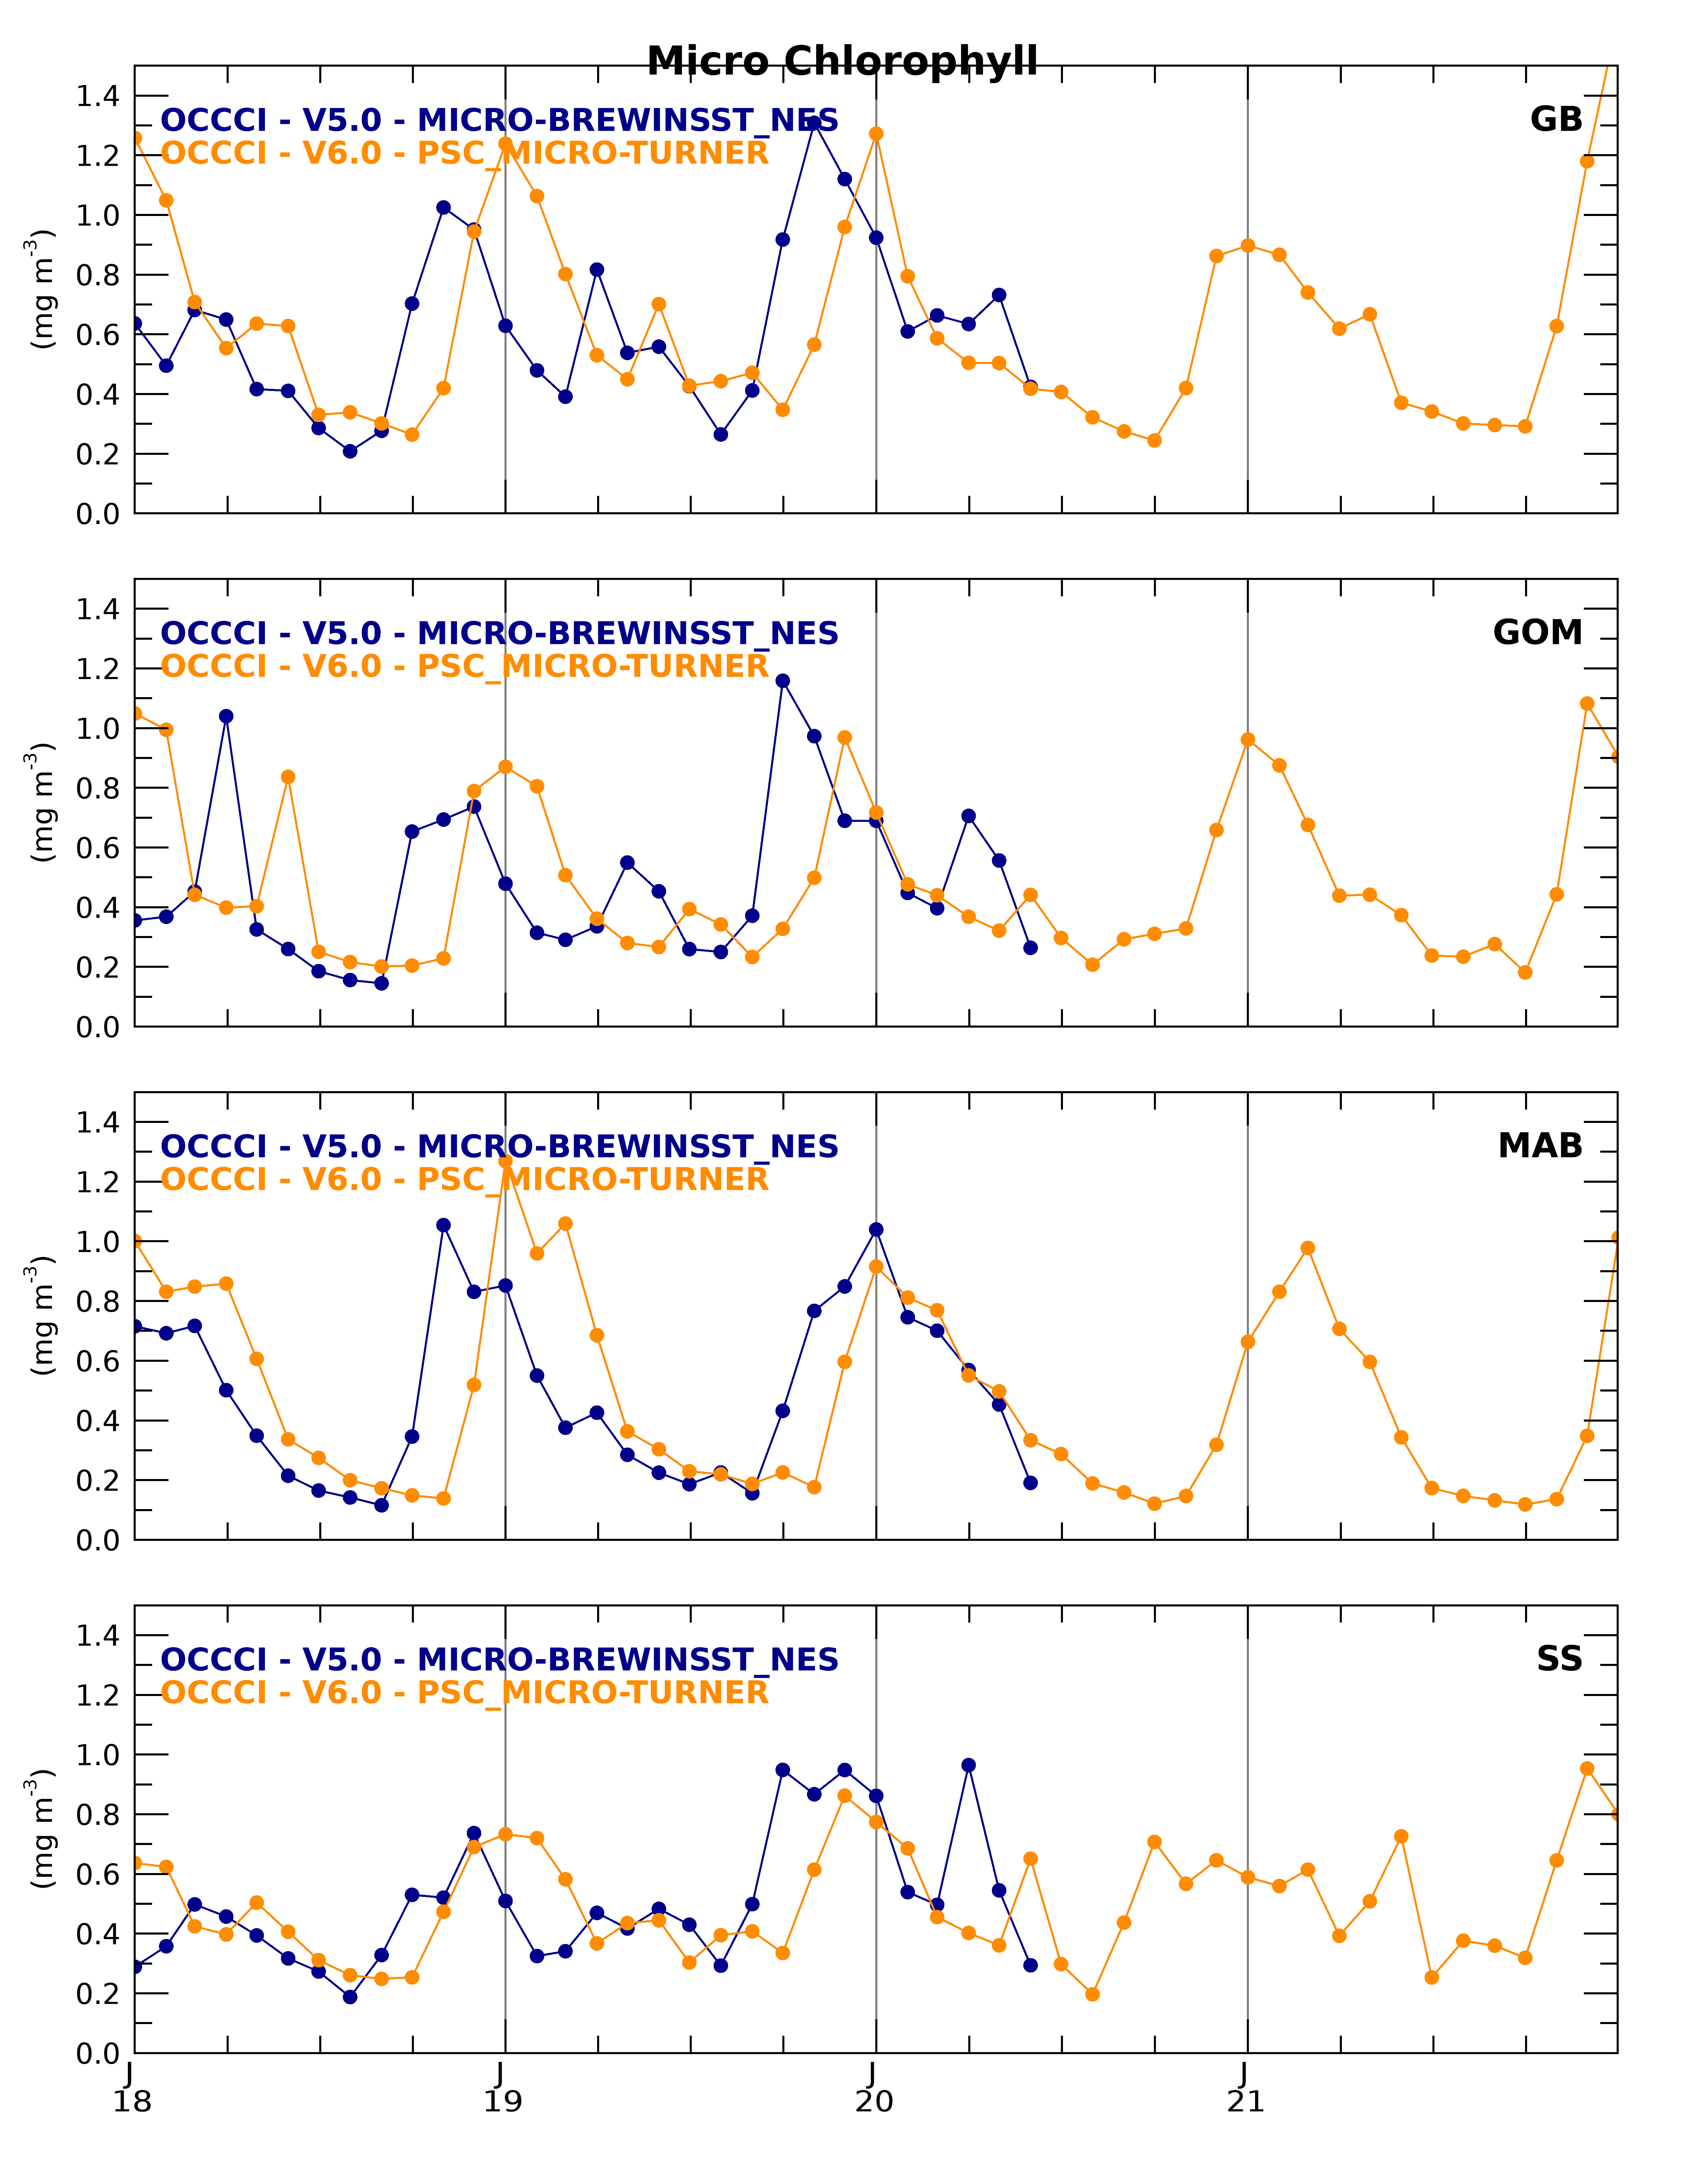 Micro Chlorophyll
1.4
OCCCI - V5.0 - MICRO-BREWINSST_NES
GB
OCCCI - V6.0 - PSC_MICRO-TURNER
1.2
1.0
0.8
(mg m-3)
0.6
0.4
0.2
0.0
1.4
OCCCI - V5.0 - MICRO-BREWINSST_NES
GOM
OCCCI - V6.0 - PSC_MICRO-TURNER
1.2
1.0
0.8
(mg m-3)
0.6
0.4
0.2
0.0
1.4
OCCCI - V5.0 - MICRO-BREWINSST_NES
MAB
OCCCI - V6.0 - PSC_MICRO-TURNER
1.2
1.0
0.8
(mg m-3)
0.6
0.4
0.2
0.0
1.4
OCCCI - V5.0 - MICRO-BREWINSST_NES
SS
OCCCI - V6.0 - PSC_MICRO-TURNER
1.2
1.0
0.8
(mg m-3)
0.6
0.4
0.2
0.0
J J J J
18 19 20 21